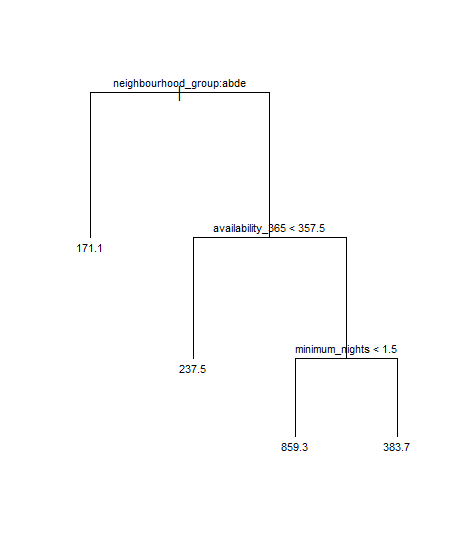 neighbourhood_group:abde
availability_365 < 357.5
171.1
minimum_nights < 1.5
237.5
859.3
383.7